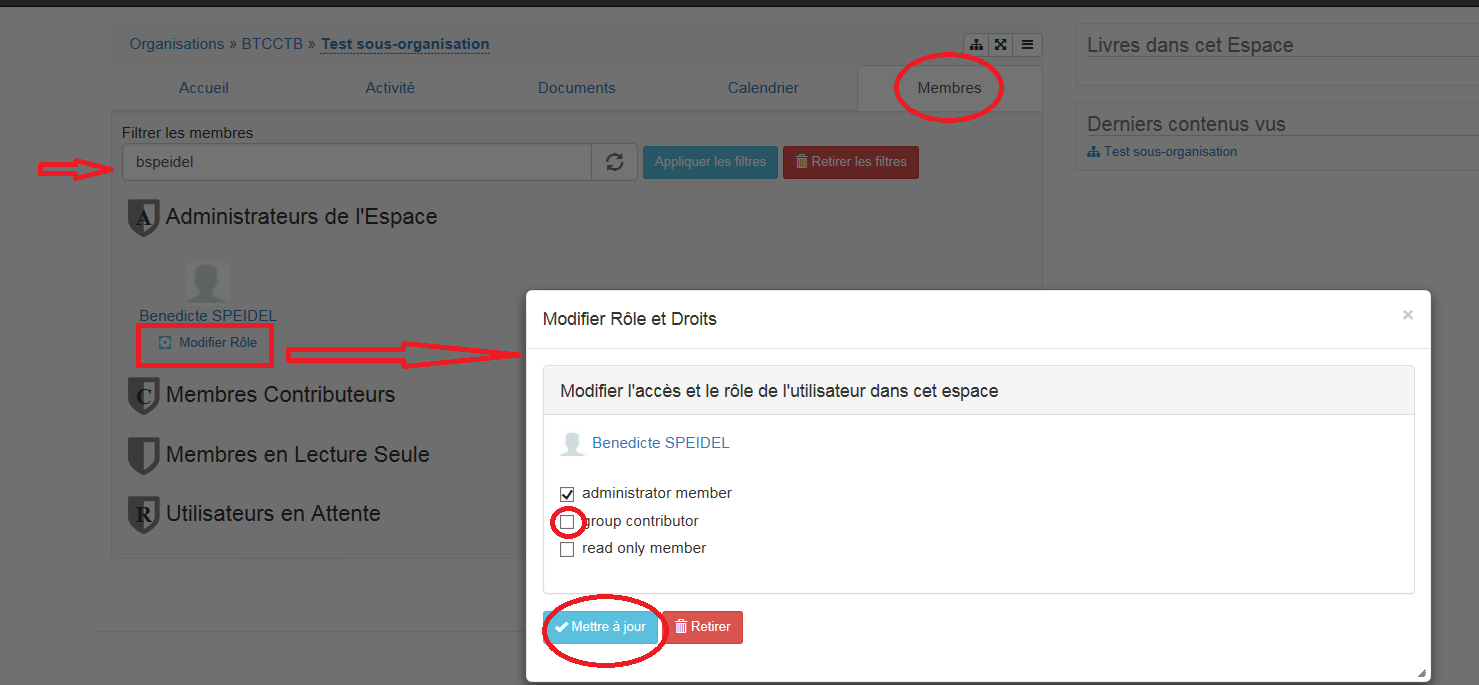 Organisations » BTCCTB » Test sous-organisation
Accueil
Activité
Documents
Calendrier
Membres
Filtrer les membres
bspeidel
Appliquer les filtres
Retirer les filtres
A Administrateurs de l'Espace
Benedicte SPEIDEL
Modifier Rôle
C Membres Contributeurs
Membres en Lecture Seule
R Utilisateurs en Attente
Livres dans cet Espace
Derniers contenus vus
Test sous-organisation
Modifier Rôle et Droits
×
Modifier l'accès et le rôle de l'utilisateur dans cet espace
Benedicte SPEIDEL
administrator member
group contributor
read only member
Mettre à jour
Retirer